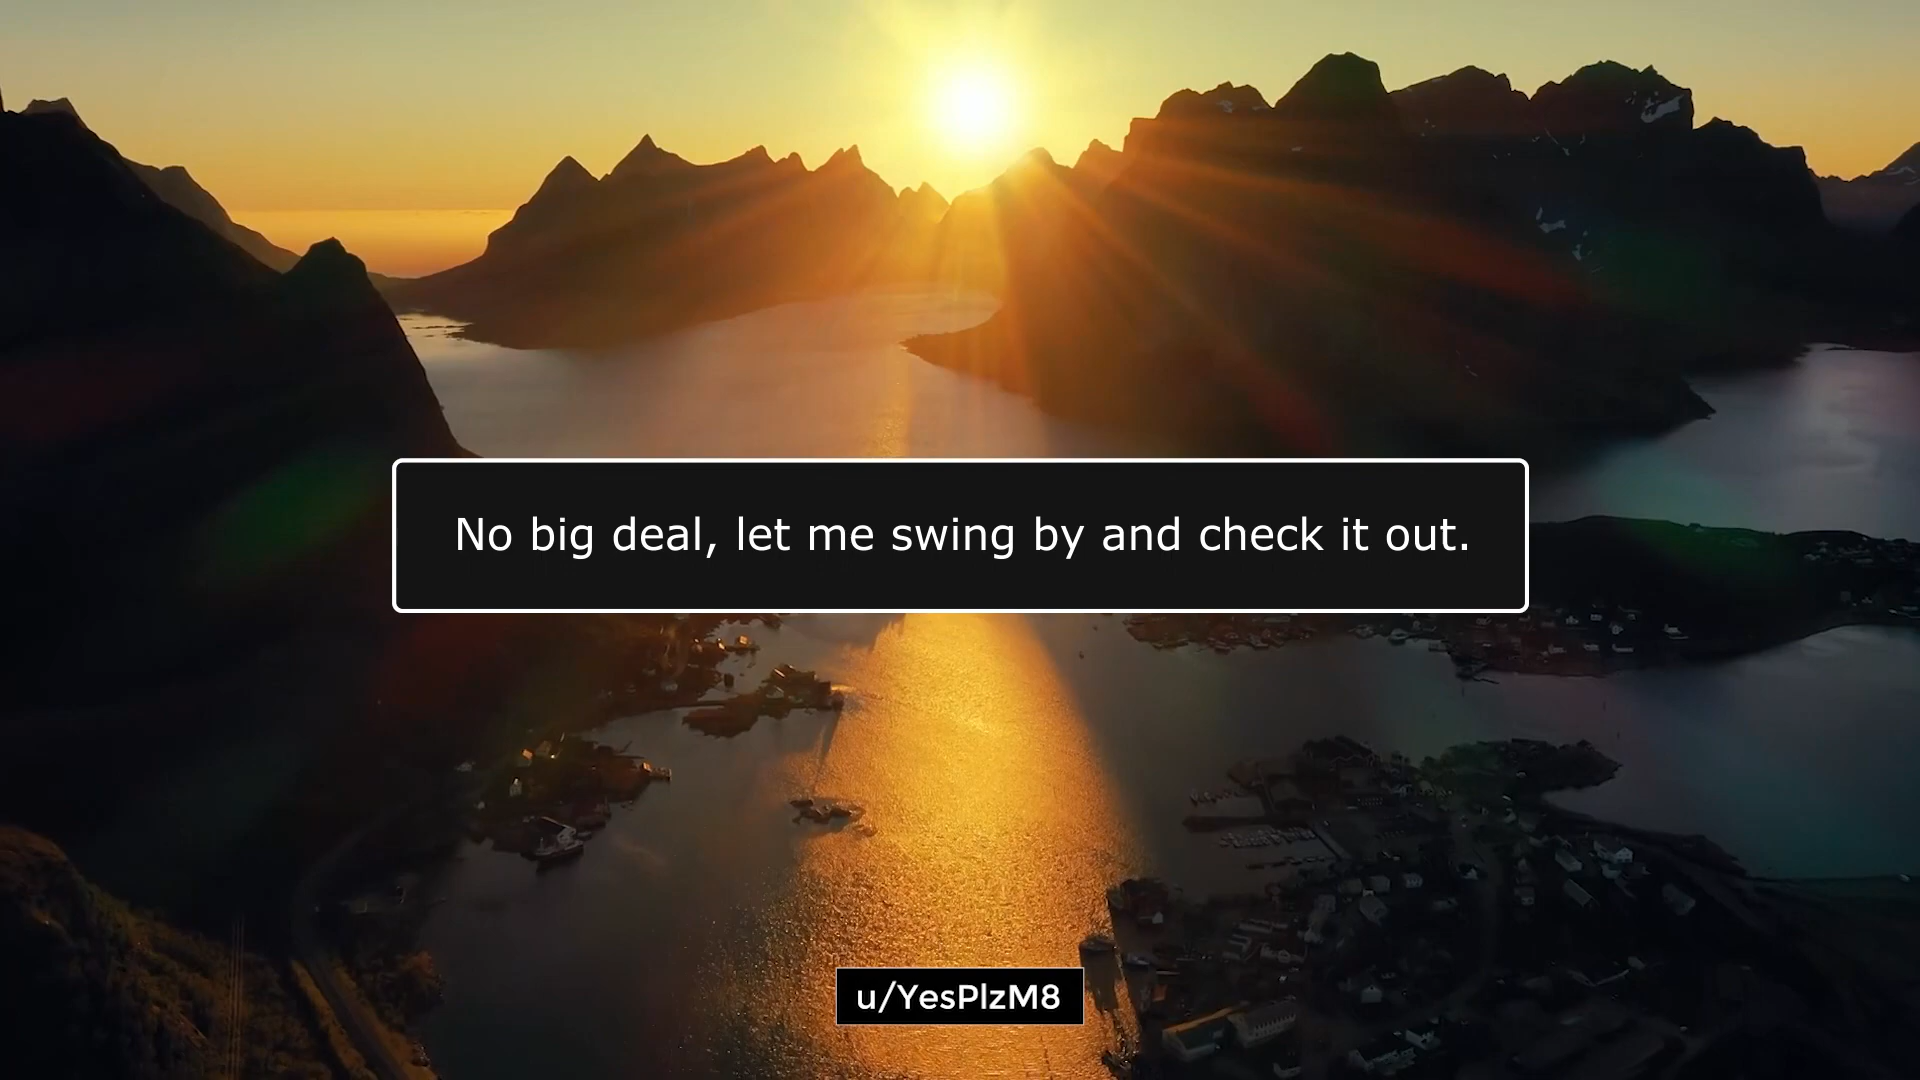 No big deal, let me swing by and check it out.
u/YesPlzM8